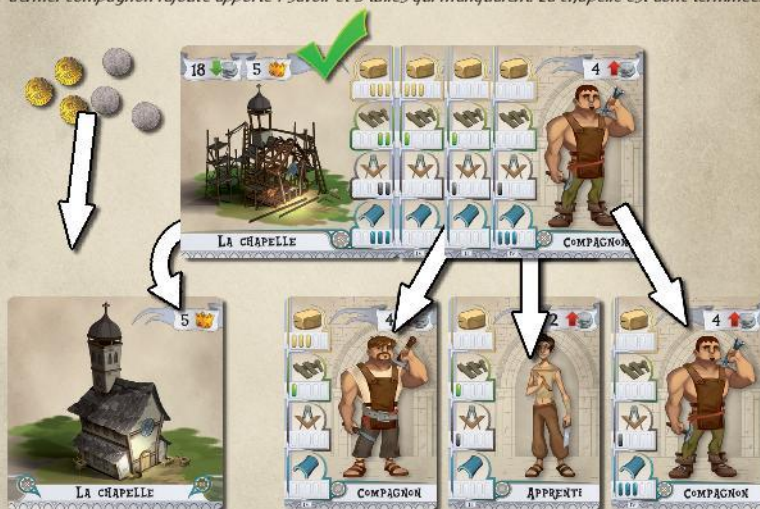 dernier compagnon rajouté apporte 1 savoir et 3 tuiles qui manquaient. La chapelle est donc terminée
18 5
4
LA CHAPELLE
COMPAGNON
5
4
2
4
LA CHAPELLE
COMPAGNON
APPRENTI
COMPAGNON